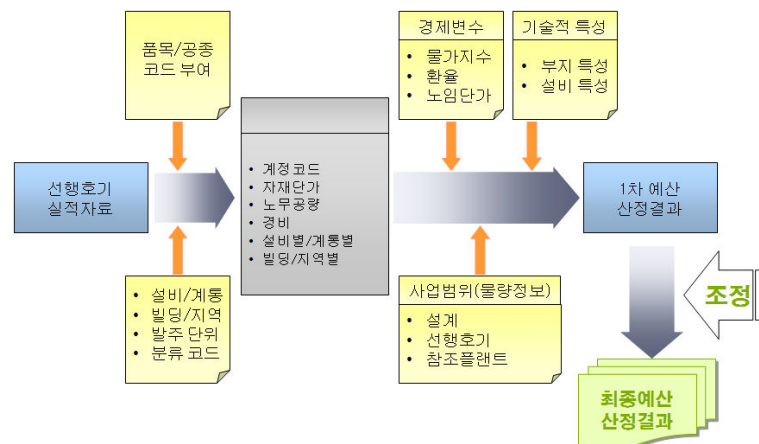 품목/공종
코드 부여
경제변수
• 물가지수
• 환율
• 노임단가
기술적 특성
• 부지 특성
• 설비 특성
선행호기
실적자료
• 계정코드
• 자재단가
• 노무공량
• 경비
• 설비별/계통별
• 빌딩/지역별
1차 예산
산정결과
• 설비/계통
• 빌딩/지역
• 발주 단위
• 분류 코드
사업범위(물량정보)
• 설계
• 선행호기
• 참조플랜트
조정
최종예산
산정결과